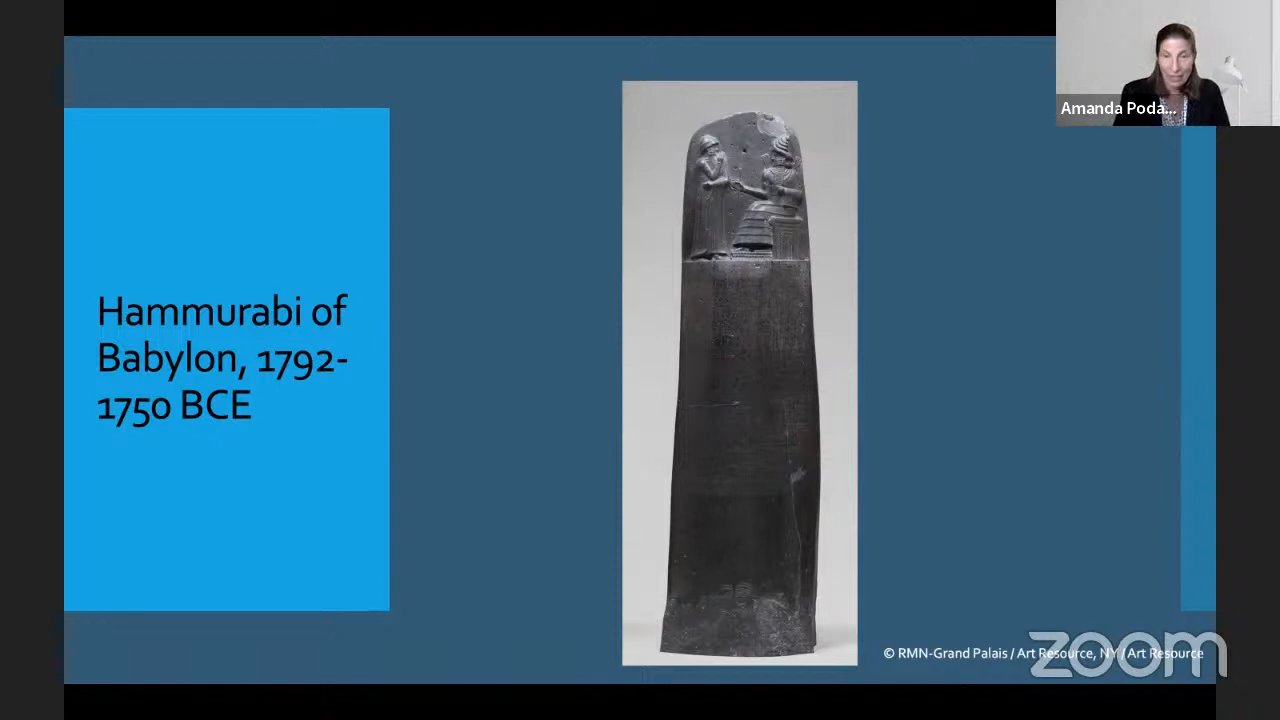 Amanda Poda...
Hammurabi of
Babylon, 1792-
1750 BCE
© RMN-Grand Palais / Art Resource, NY / Art Resource
zoom